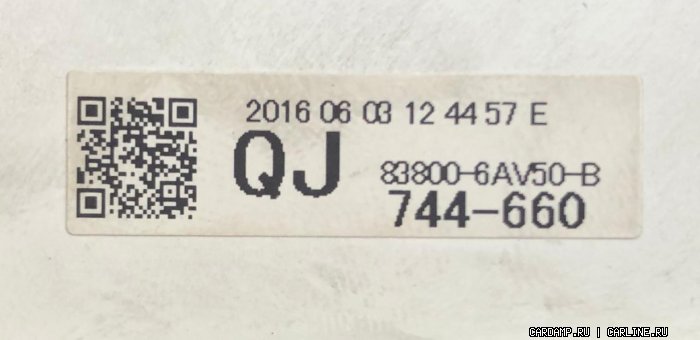 2016 06 03 12 44 57 E
QJ
83800-6AV50-B
744-660
CARDAMP.RU | CARLINE.RU